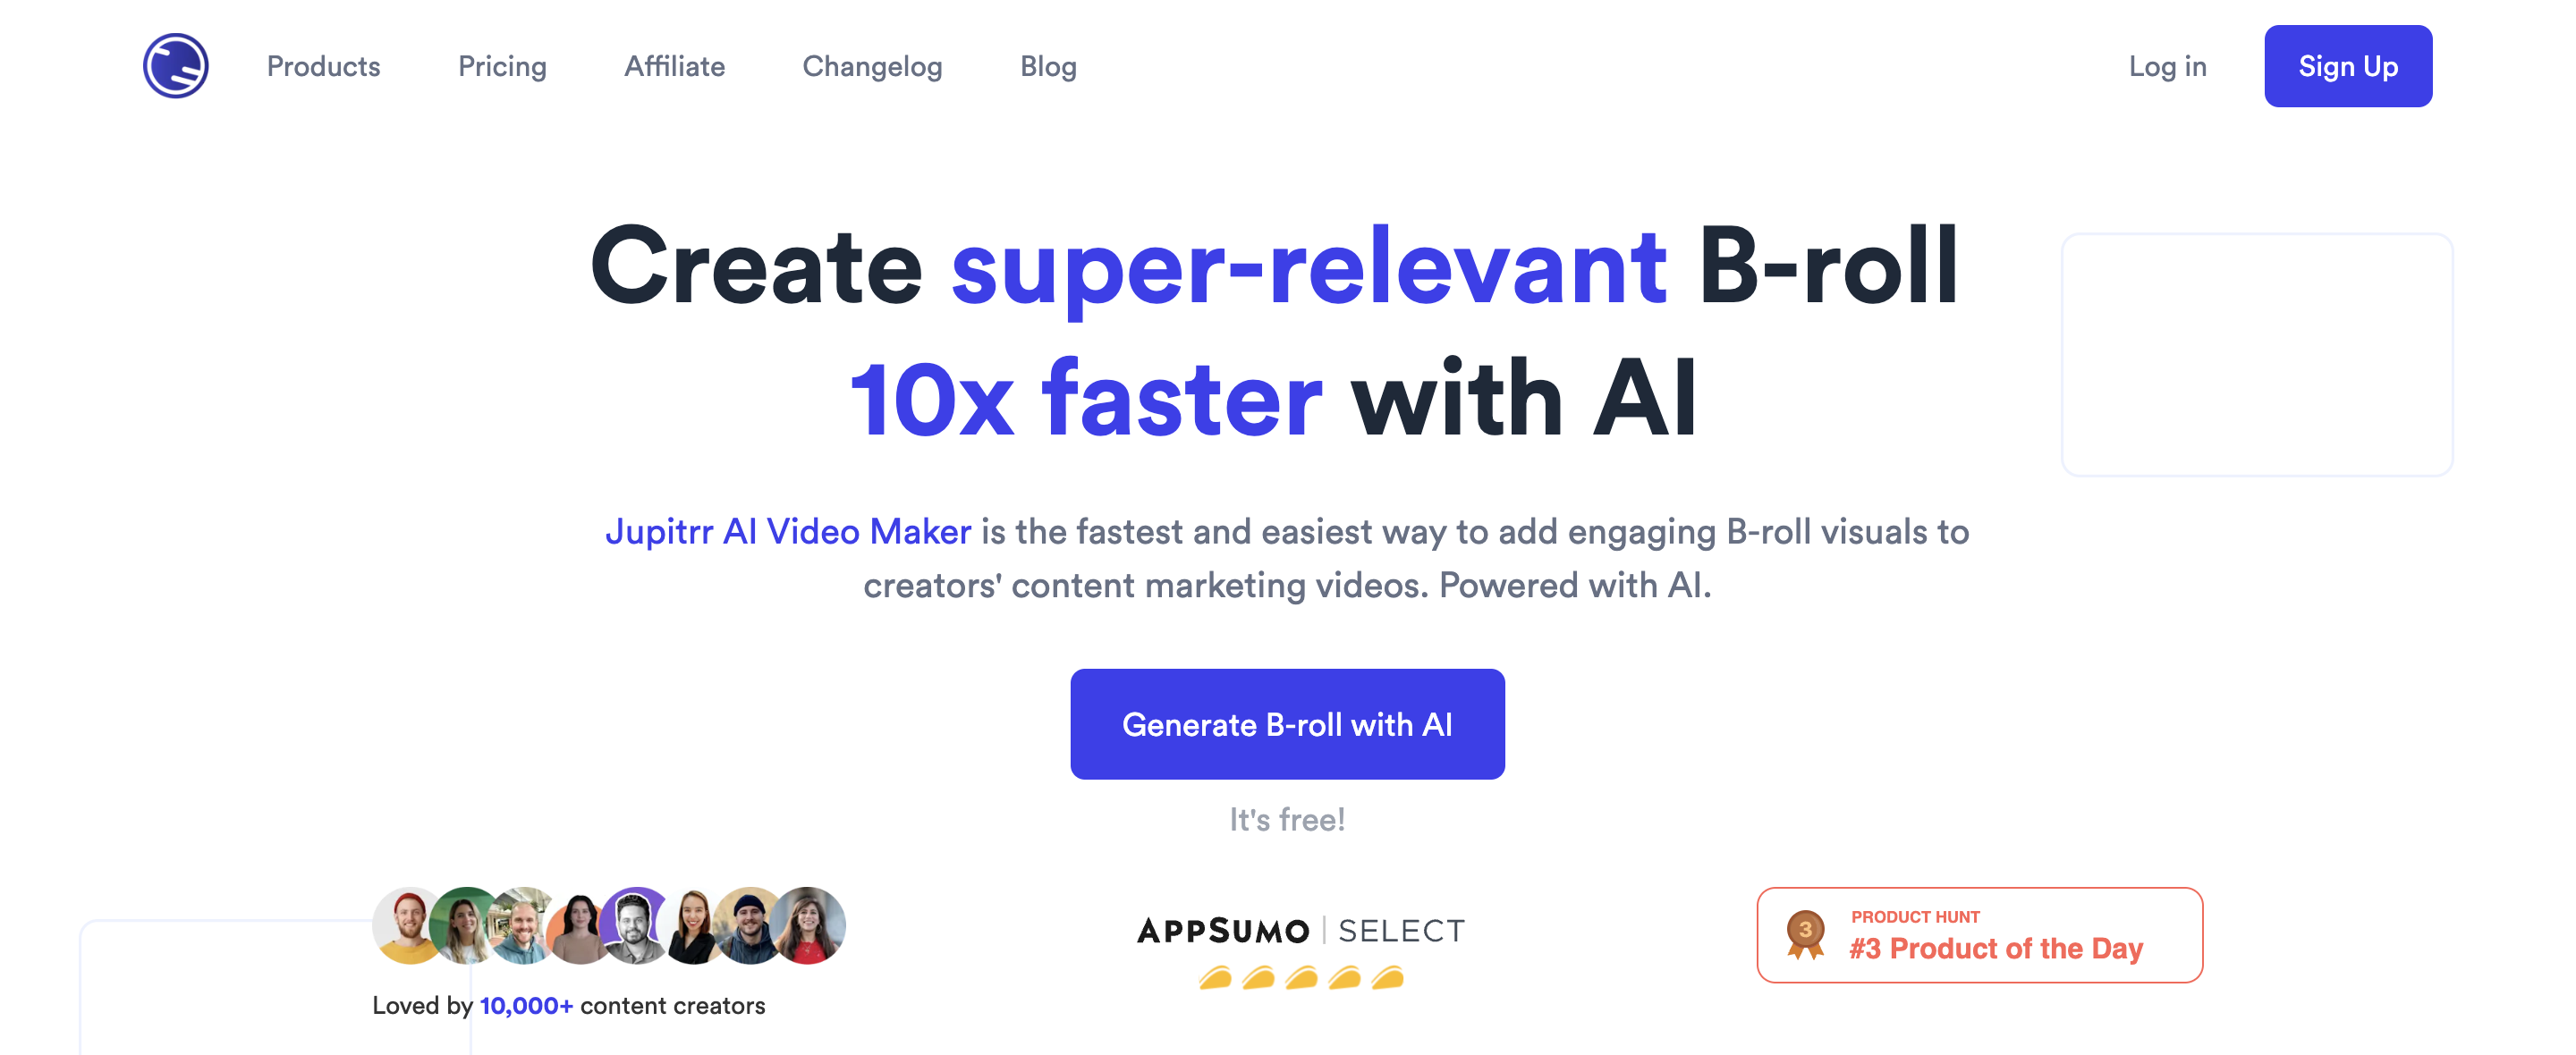 Products Pricing Affiliate Changelog Blog Log in Sign Up
Create super-relevant B-roll
10x faster with AI
Jupitrr AI Video Maker is the fastest and easiest way to add engaging B-roll visuals to
creators' content marketing videos. Powered with AI.
Generate B-roll with AI
It's free!
Loved by 10,000+ content creators
APPSUMO | SELECT
3
PRODUCT HUNT
#3 Product of the Day